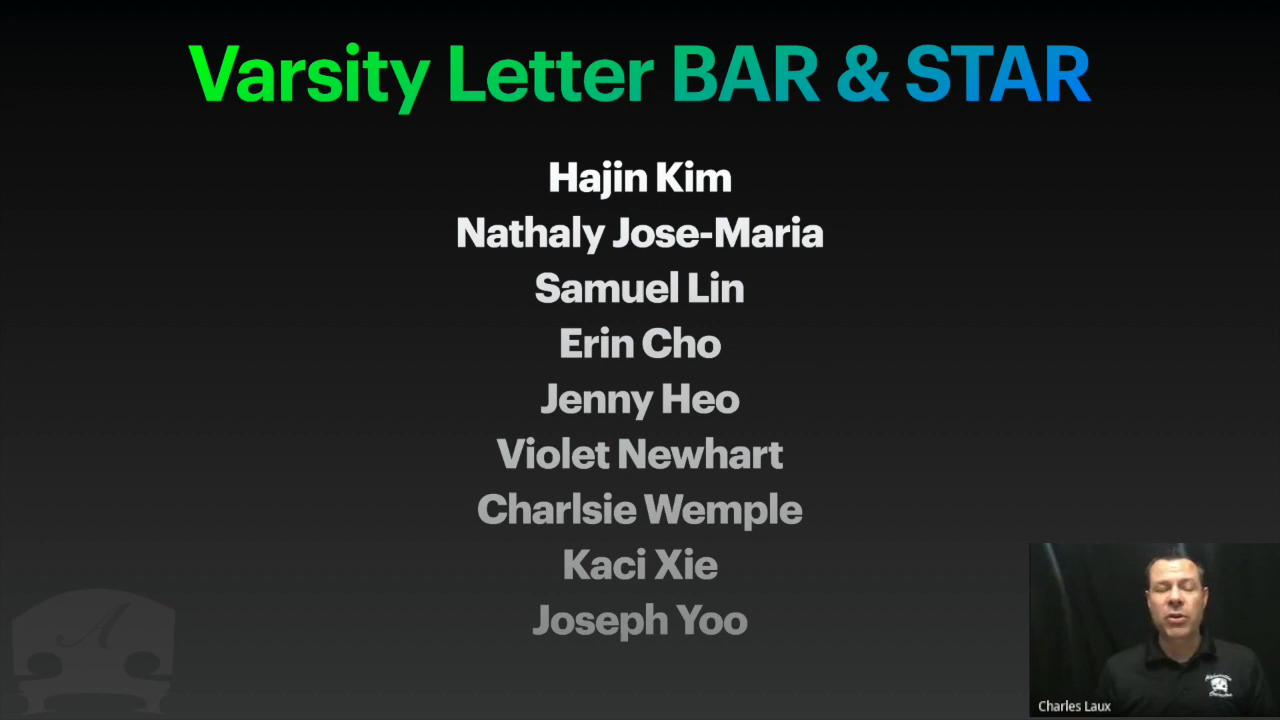 Varsity Letter BAR & STAR
Hajin Kim
Nathaly Jose-Maria
Samuel Lin
Erin Cho
Jenny Heo
Violet Newhart
Charlsie Wemple
Kaci Xie
Joseph Yoo
A
Charles Laux